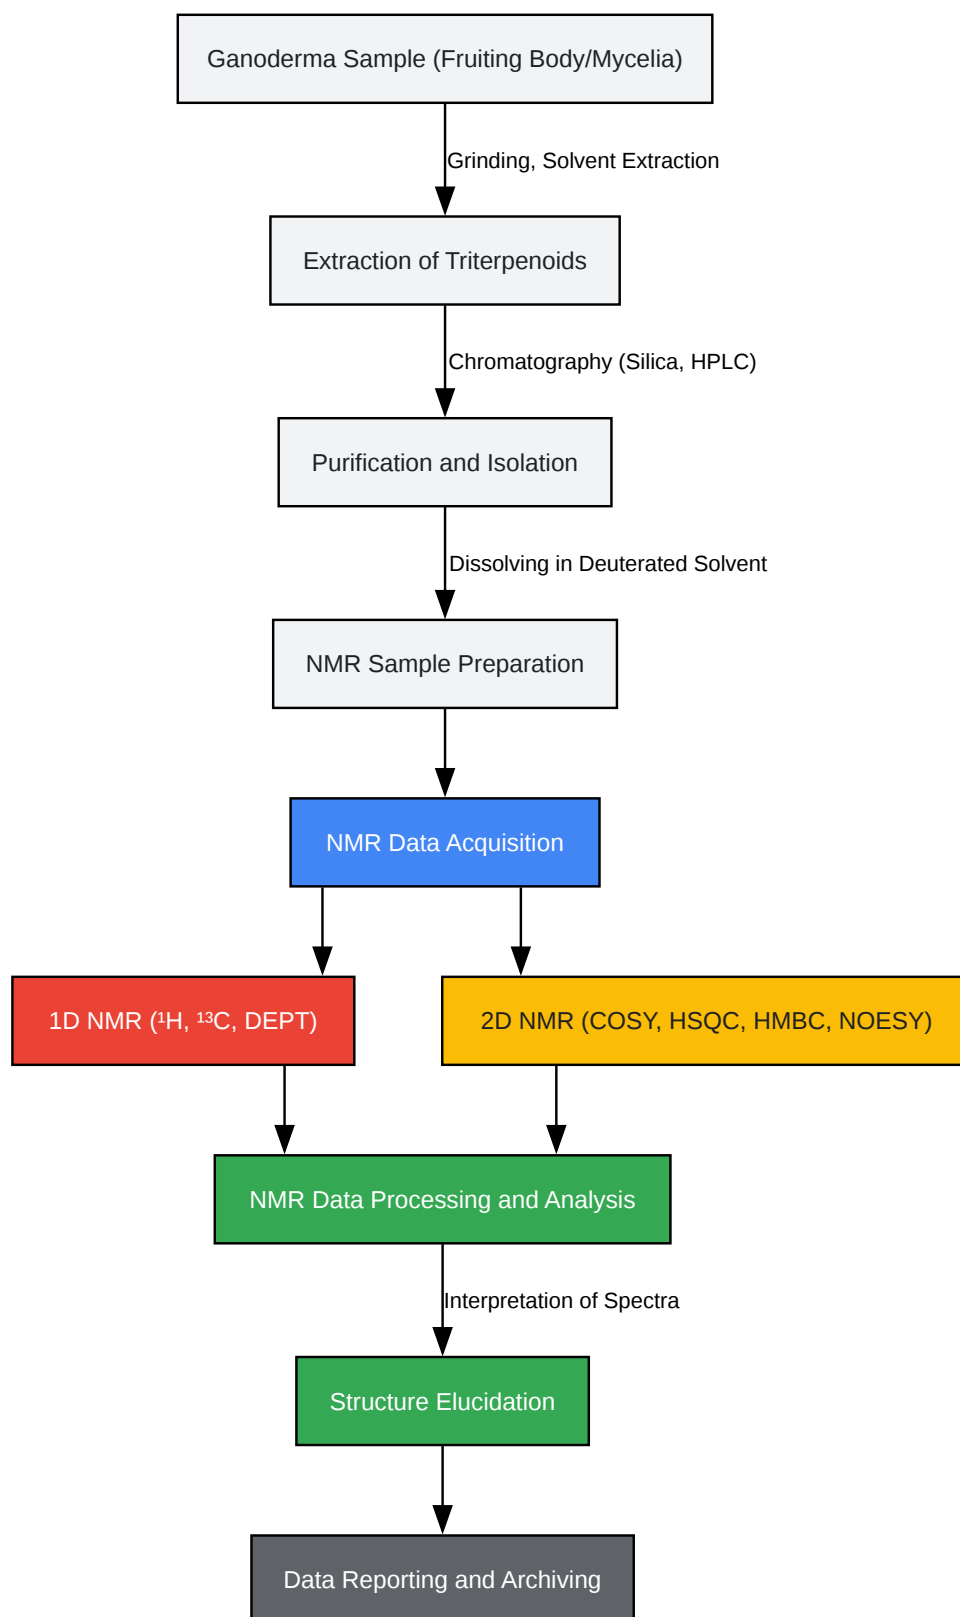 Ganoderma Sample (Fruiting Body/Mycelia)
Grinding, Solvent Extraction
Extraction of Triterpenoids
Chromatography (Silica, HPLC)
Purification and Isolation
Dissolving in Deuterated Solvent
NMR Sample Preparation
NMR Data Acquisition
1D NMR (¹H, ¹³C, DEPT)
2D NMR (COSY, HSQC, HMBC, NOESY)
NMR Data Processing and Analysis
Interpretation of Spectra
Structure Elucidation
Data Reporting and Archiving